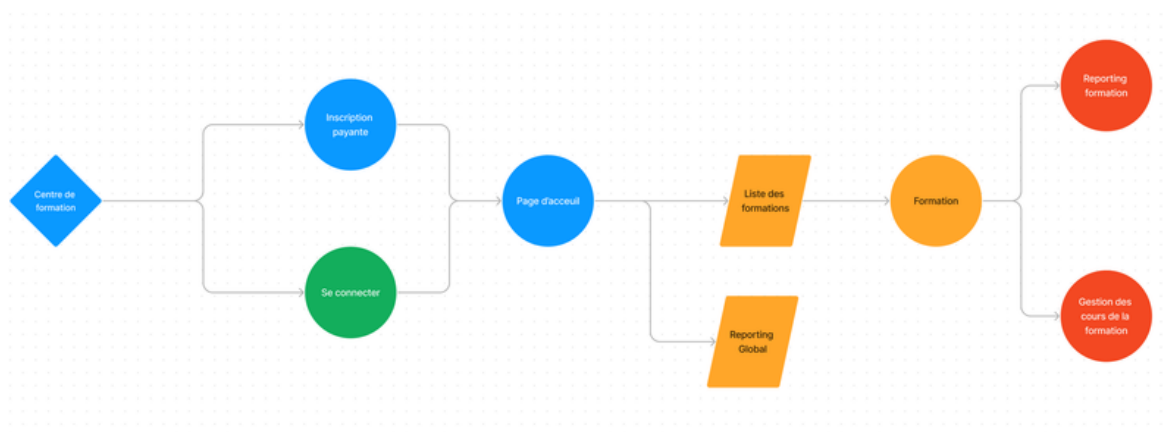 Centre de
formation
Inscription
payante
Se connecter
Page d'acceuil
Liste des
formations
Reporting
Global
Formation
Reporting
formation
Gestion des
cours de la
formation